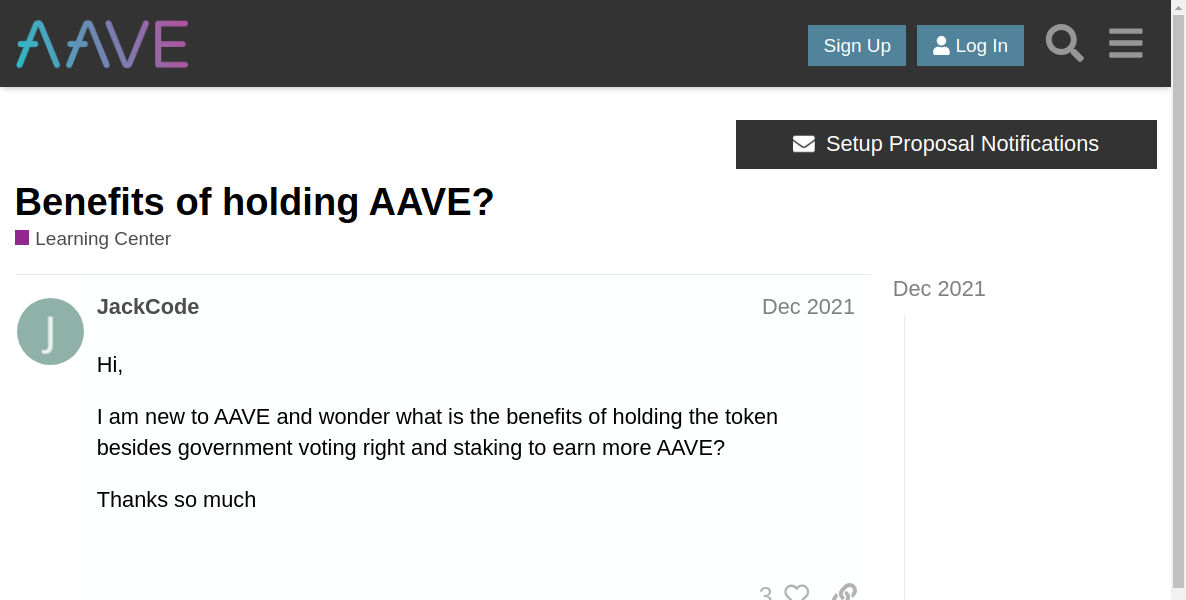 AAVE
Sign Up
Log In
Setup Proposal Notifications
Benefits of holding AAVE?
Learning Center
Dec 2021
JackCode
Dec 2021
J
Hi,
I am new to AAVE and wonder what is the benefits of holding the token
besides government voting right and staking to earn more AAVE?
Thanks so much
3